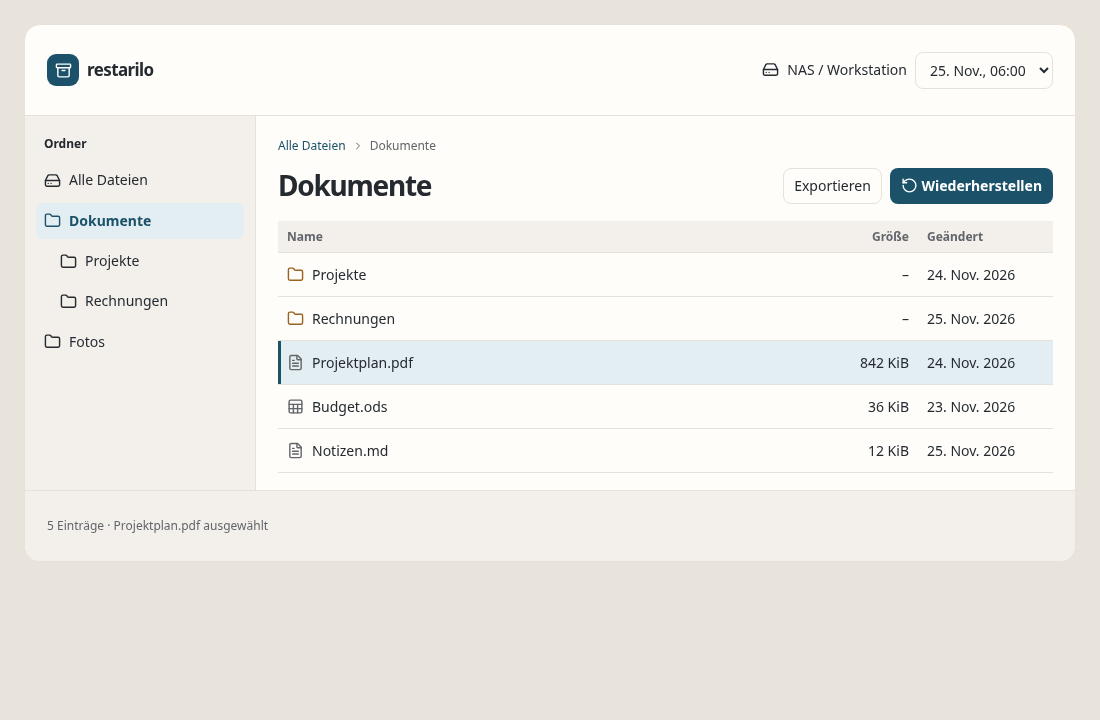 restarilo
NAS / Workstation
25. Nov., 06:00
Ordner
Alle Dateien
Dokumente
Projekte
Rechnungen
Fotos
Alle Dateien > Dokumente
Dokumente
Exportieren
Wiederherstellen
Name Größe Geändert
Projekte – 24. Nov. 2026
Rechnungen – 25. Nov. 2026
Projektplan.pdf 842 KiB 24. Nov. 2026
Budget.ods 36 KiB 23. Nov. 2026
Notizen.md 12 KiB 25. Nov. 2026
5 Einträge · Projektplan.pdf ausgewählt